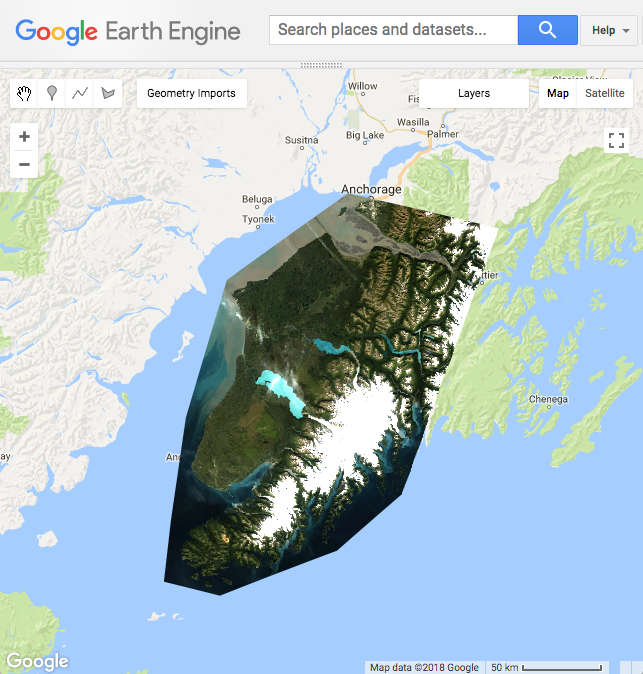 Google Earth Engine
Search places and datasets...
Help
Geometry Imports
Layers
Map
Satellite
+
−
Willow
Wasilla
Big Lake
Palmer
Susitna
Anchorage
Beluga
Tyonek
Chenega
Google
Map data ©2018 Google
50 km